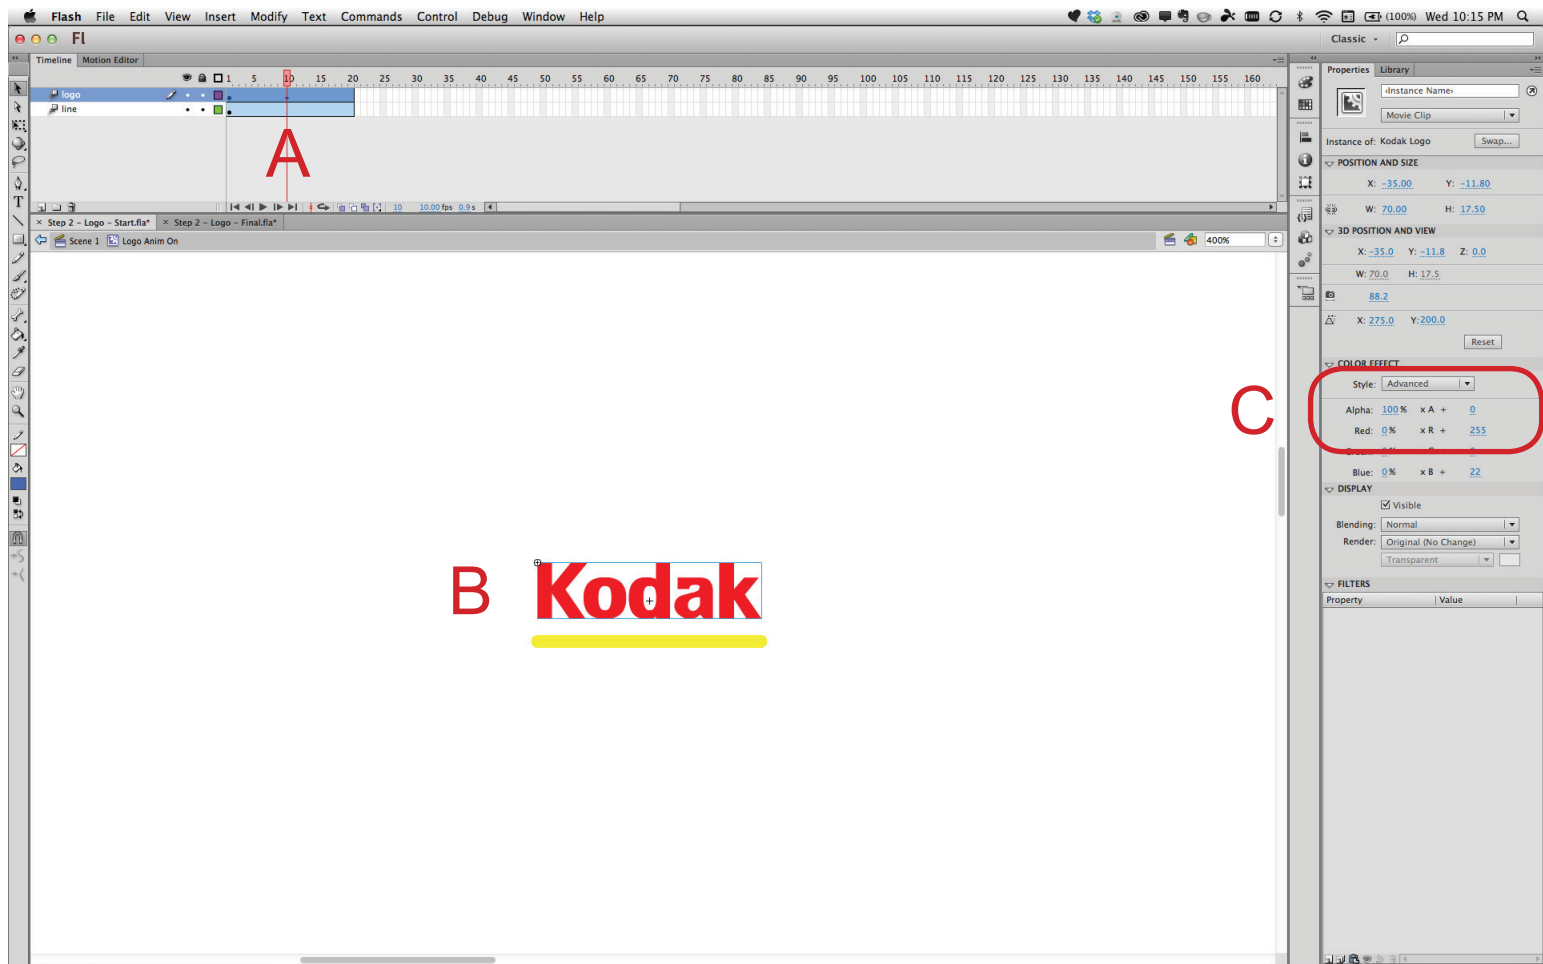 Flash File Edit View Insert Modify Text Commands Control Debug Window Help (100%) Wed 10:15 PM
Fl Classic
Timeline Motion Editor Properties Library
1 5 10 15 20 25 30 35 40 45 50 55 60 65 70 75 80 85 90 95 100 105 110 115 120 125 130 135 140 145 150 155 160
logo
line
A
10 10.00 fps 0.9 s
× Step 2 – Logo – Start.fla* × Step 2 – Logo – Final.fla*
Scene 1 Logo Anim On 400%
B
Kodak
C
‹Instance Name›
Movie Clip
Instance of: Kodak Logo Swap...
POSITION AND SIZE
X: -35.00 Y: -11.80
W: 70.00 H: 17.50
3D POSITION AND VIEW
X: -35.0 Y: -11.8 Z: 0.0
W: 70.0 H: 17.5
88.2
X: 275.0 Y: 200.0
Reset
COLOR EFFECT
Style: Advanced
Alpha: 100 % x A + 0
Red: 0 % x R + 255
Blue: 0 % x B + 22
DISPLAY
Visible
Blending: Normal
Render: Original (No Change)
Transparent
FILTERS
Property Value